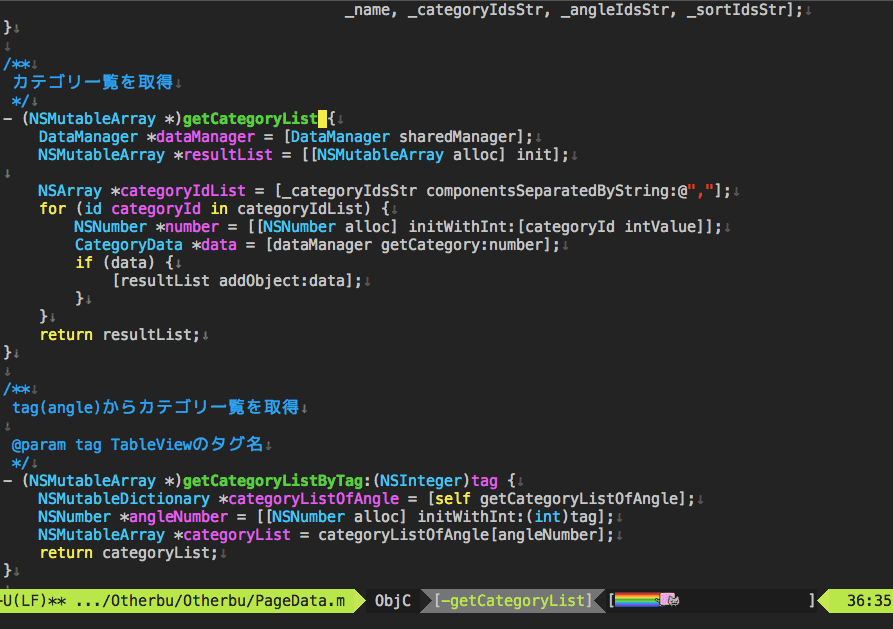 _name, _categoryIdsStr, _angleIdsStr, _sortIdsStr];↓
}↓
↓
/**↓
カテゴリー覧を取得↓
*/↓
- (NSMutableArray *)getCategoryList {↓
DataManager *dataManager = [DataManager sharedManager];↓
NSMutableArray *resultList = [[NSMutableArray alloc] init];↓
↓
NSArray *categoryIdList = [_categoryIdsStr componentsSeparatedByString:@","];↓
for (id categoryId in categoryIdList) {↓
NSNumber *number = [[NSNumber alloc] initWithInt:[categoryId intValue]];↓
CategoryData *data = [dataManager getCategory:number];↓
if (data) {↓
[resultList addObject:data];↓
}↓
}↓
return resultList;↓
}↓
↓
/**↓
tag(angle)からカテゴリー覧を取得↓
↓
@param tag TableViewのタグ名↓
*/↓
- (NSMutableArray *)getCategoryListByTag:(NSInteger)tag {↓
NSMutableDictionary *categoryListOfAngle = [self getCategoryListOfAngle];↓
NSNumber *angleNumber = [[NSNumber alloc] initWithInt:(int)tag];↓
NSMutableArray *categoryList = categoryListOfAngle[angleNumber];↓
return categoryList;↓
}↓
-U(LF)** .../Otherbu/Otherbu/PageData.m ObjC [-getCategoryList] [ ] 36:35